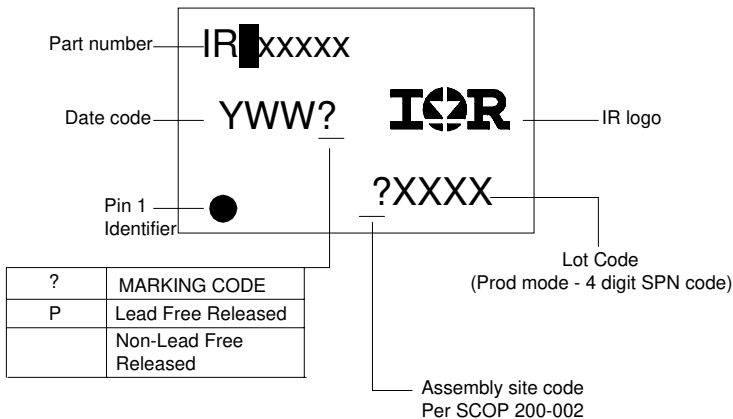 Part number
IR xxxxx
Date code
YWW?
IOR
IR logo
?XXXX
Pin 1
Identifier
Lot Code
(Prod mode - 4 digit SPN code)
? MARKING CODE
P Lead Free Released
Non-Lead Free
Released
Assembly site code
Per SCOP 200-002